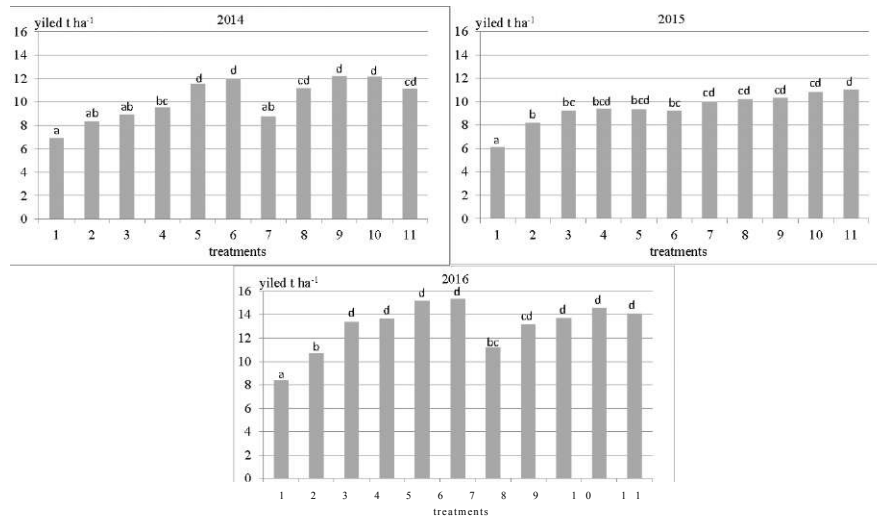 yiled t ha-1 2014
16
14
12
10
8
6
4
2
0
a ab ab bc d d ab cd d d cd
1 2 3 4 5 6 7 8 9 10 11
treatments
yiled t ha-1 2015
16
14
12
10
8
6
4
2
0
a b bc bcd bcd bc cd cd cd cd d
1 2 3 4 5 6 7 8 9 10 11
treatments
yiled t ha-1 2016
16
14
12
10
8
6
4
2
0
a b d d d d bc cd d d d
1 2 3 4 5 6 7 8 9 1 0 1 1
treatments